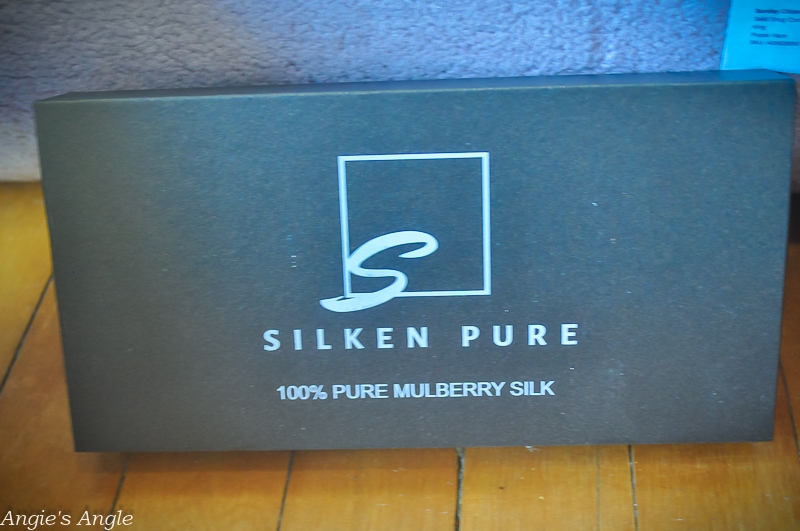 S
SILKEN PURE
100% PURE MULBERRY SILK
Angie's Angle